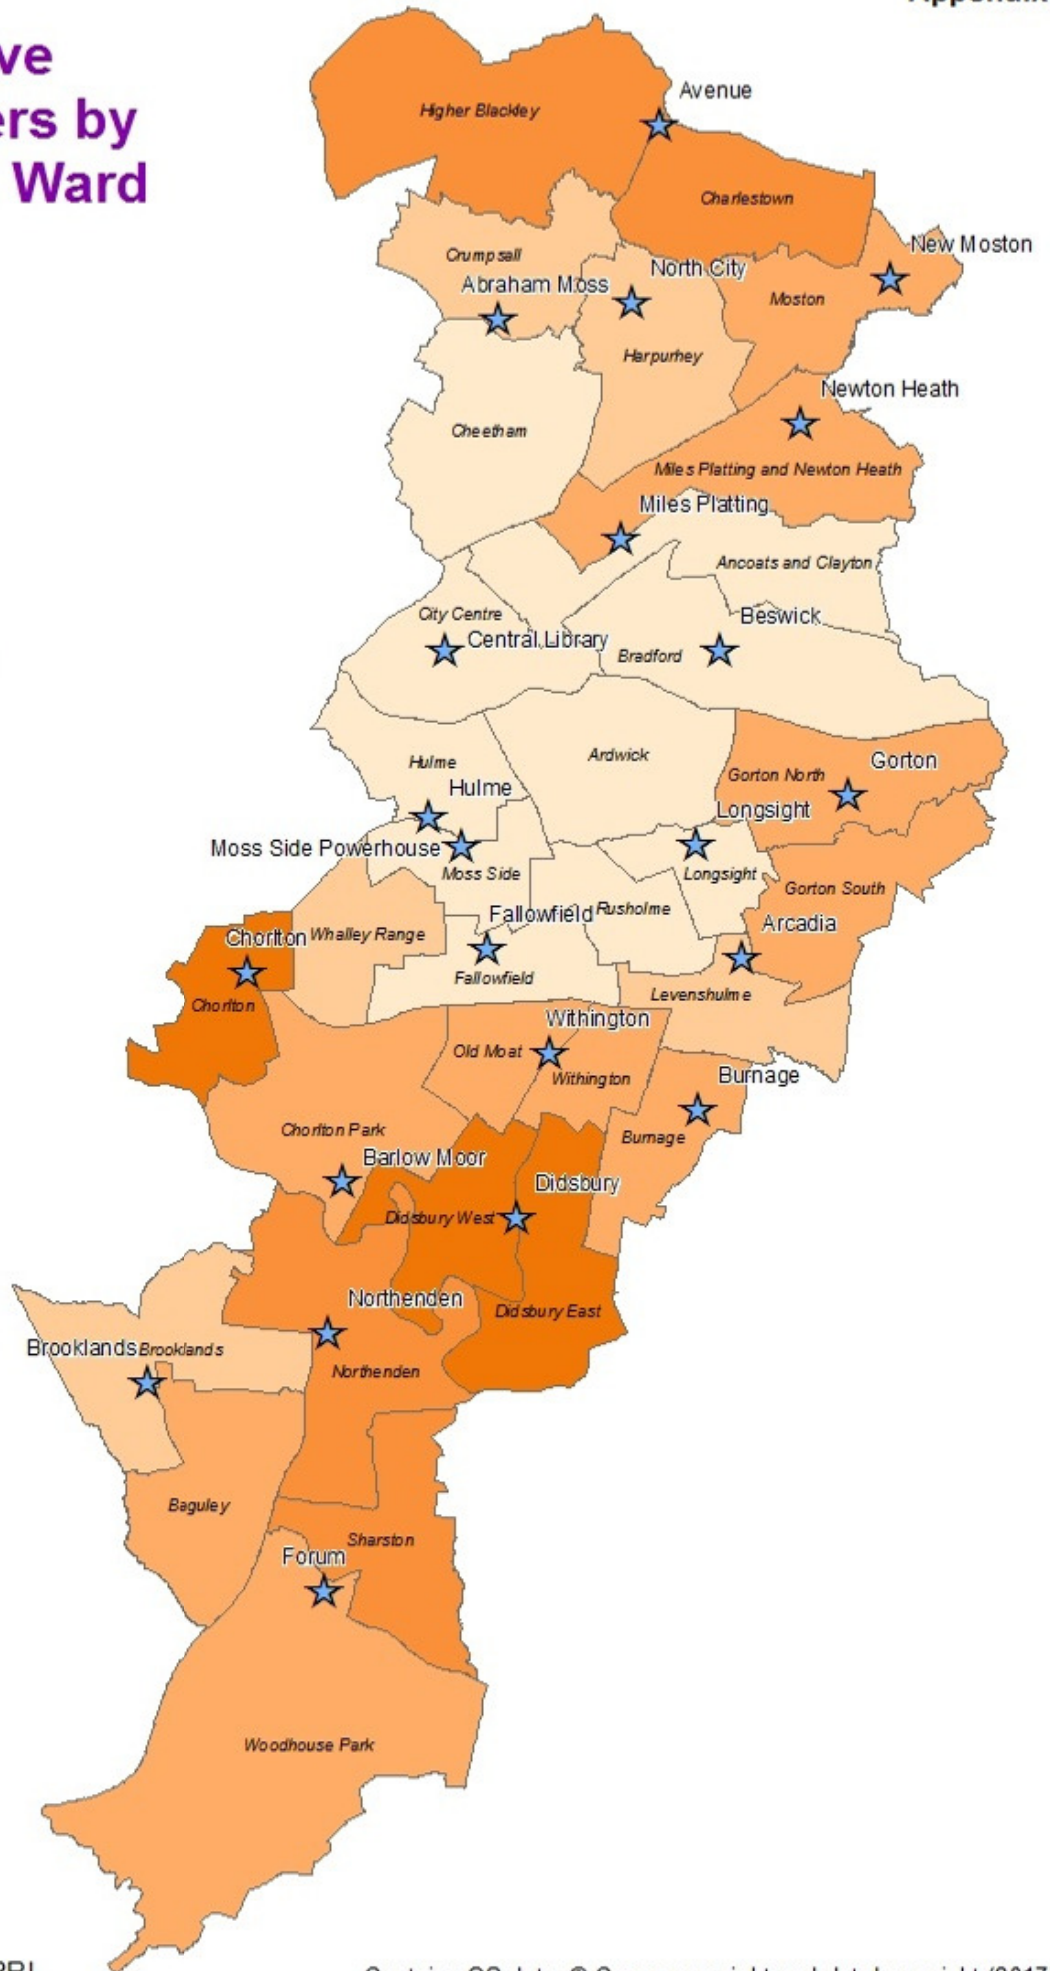 ve
ers by
Ward
Avenue
Higher Blackley
Charlestown
New Moston
Crumpsall
North City
Abraham Moss
Moston
Harpurhey
Newton Heath
Cheetham
Miles Platting and Newton Heath
Miles Platting
Ancoats and Clayton
City Centre
Beswick
Central Library
Bradford
Hulme
Ardwick
Gorton
Gorton North
Hulme
Longsight
Moss Side Powerhouse
Moss Side
Longsight
Gorton South
Rusholme
Fallowfield
Arcadia
Chorlton
Whalley Range
Fallowfield
Levenshulme
Chorlton
Withington
Old Moat
Withington
Burnage
Chorlton Park
Burnage
Barlow Moor
Didsbury
Didsbury West
Northenden
Didsbury East
Brooklands
Brooklands
Northenden
Baguley
Sharston
Forum
Woodhouse Park